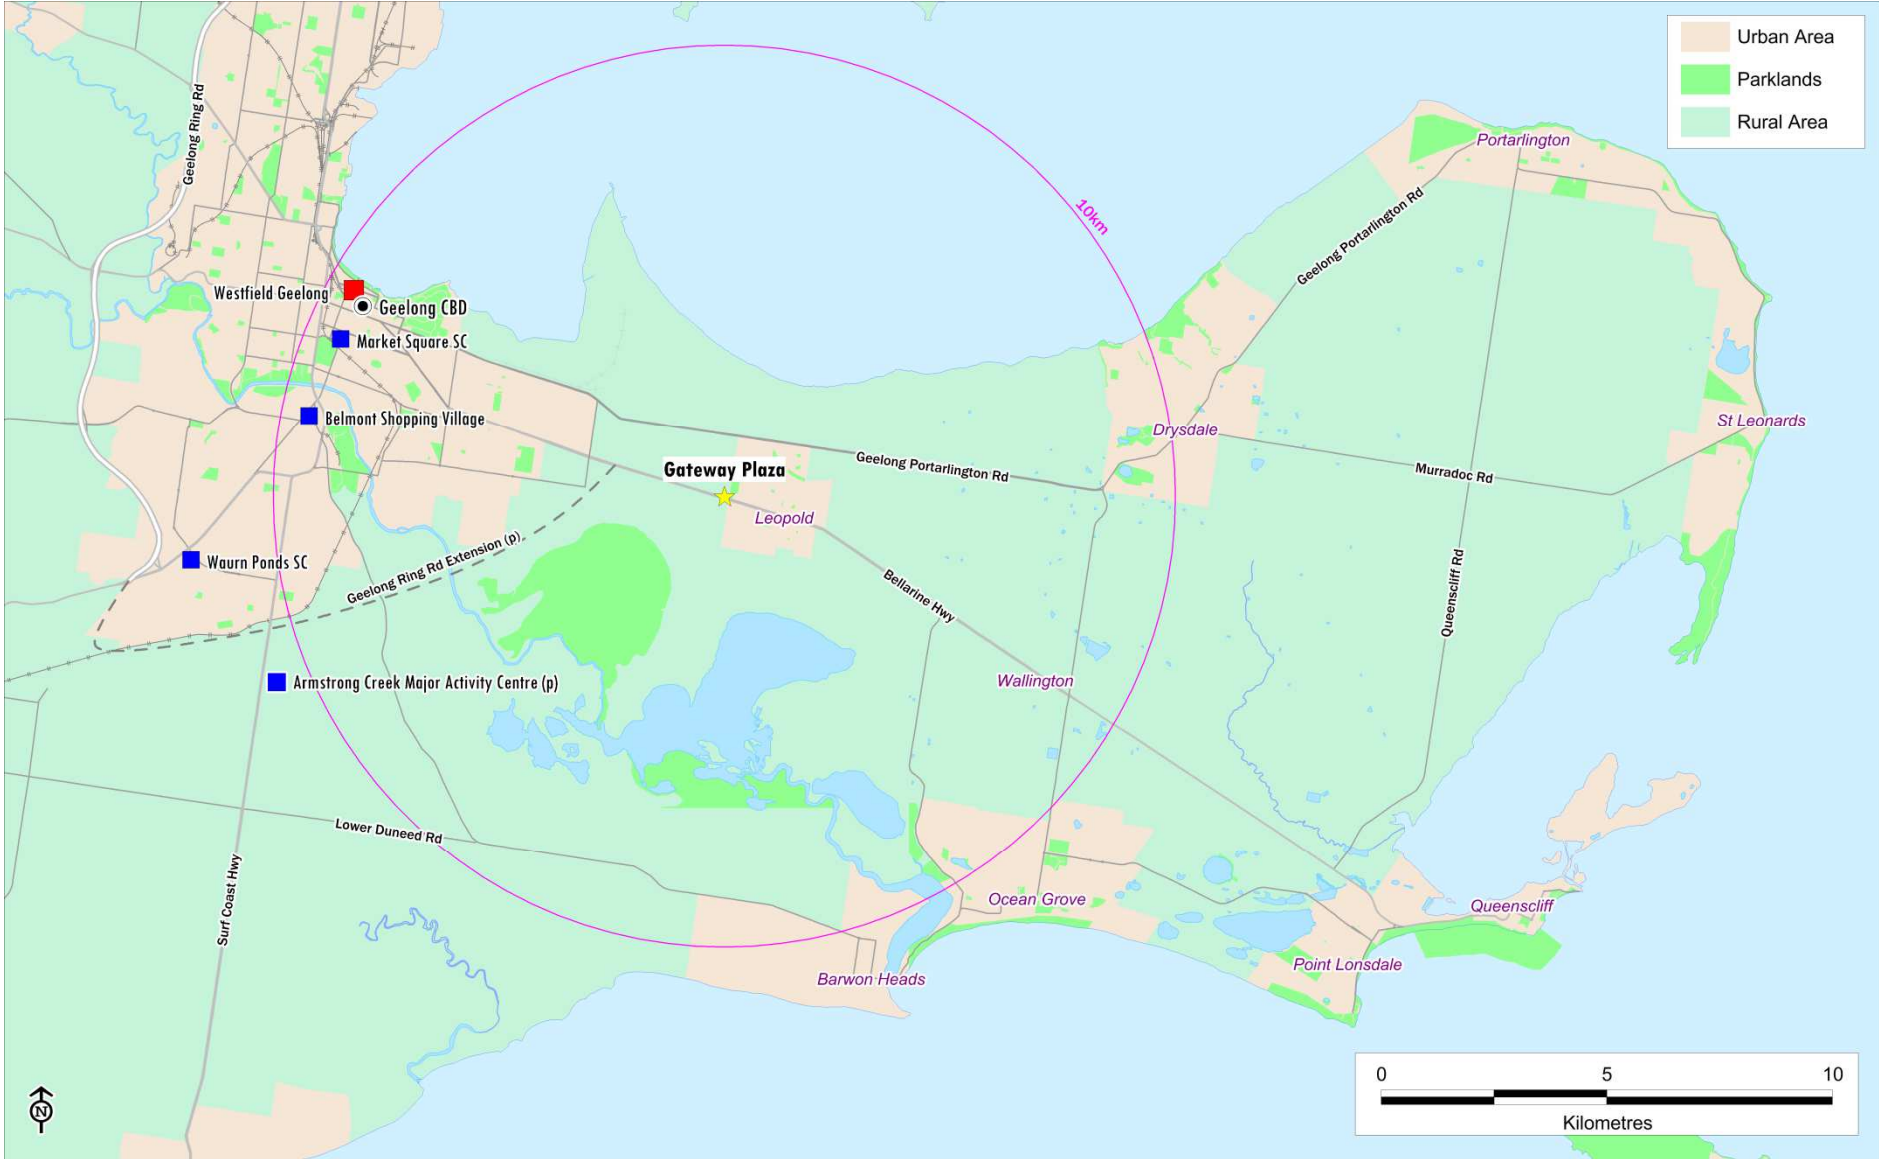 Urban Area
Parklands
Rural Area
Geelong Ring Rd
Portarlington
10km
Geelong Portarlington Rd
Westfield Geelong
Geelong CBD
Market Square SC
Belmont Shopping Village
St Leonards
Drysdale
Gateway Plaza
Geelong Portarlington Rd
Murradoc Rd
Leopold
Waurn Ponds SC
Geelong Ring Rd Extension (p)
Bellarine Hwy
Queenscliff Rd
Armstrong Creek Major Activity Centre (p)
Wallington
Lower Duneed Rd
Surf Coast Hwy
Ocean Grove
Queenscliff
Barwon Heads
Point Lonsdale
0 5 10
Kilometres
N